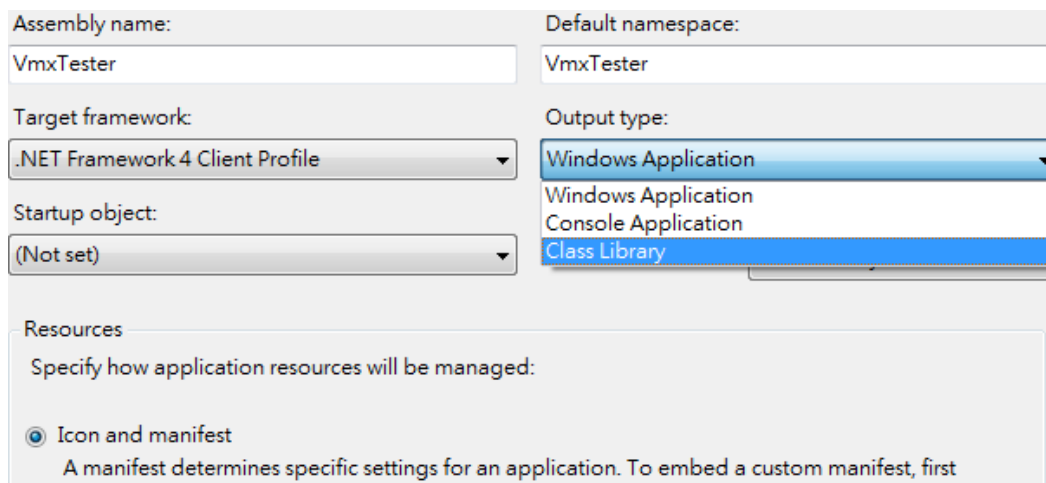 Assembly name:
Default namespace:
VmxTester
VmxTester
Target framework:
Output type:
.NET Framework 4 Client Profile
Windows Application
Windows Application
Console Application
Class Library
Startup object:
(Not set)
Resources
Specify how application resources will be managed:
Icon and manifest
A manifest determines specific settings for an application. To embed a custom manifest, first